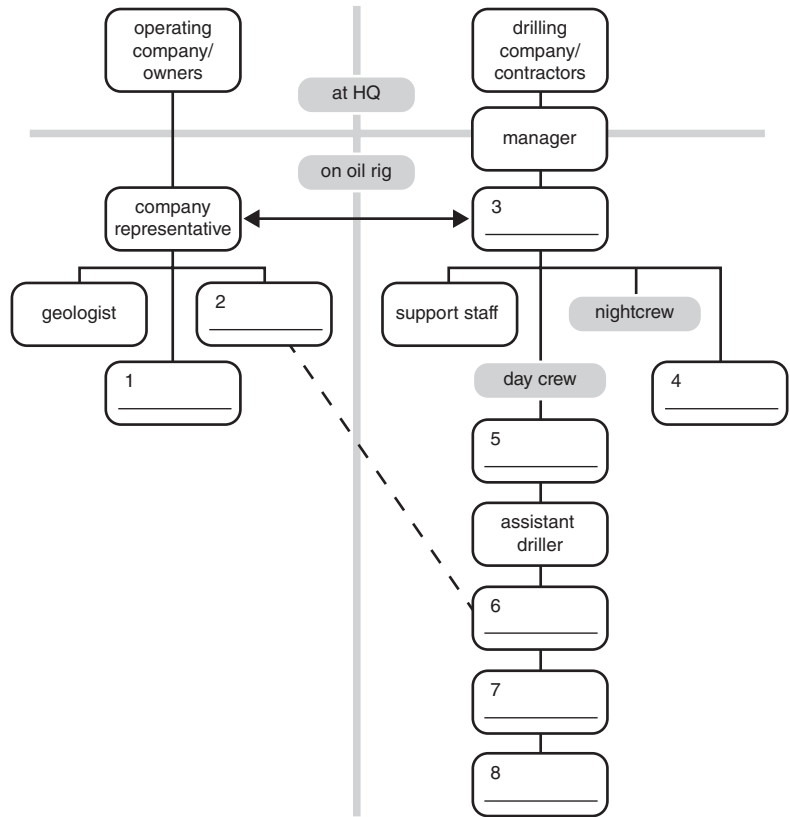 operating
company/
owners
drilling
company/
contractors
at HQ
manager
on oil rig
company
representative
3
geologist
2
support staff
nightcrew
1
day crew
4
5
assistant
driller
6
7
8